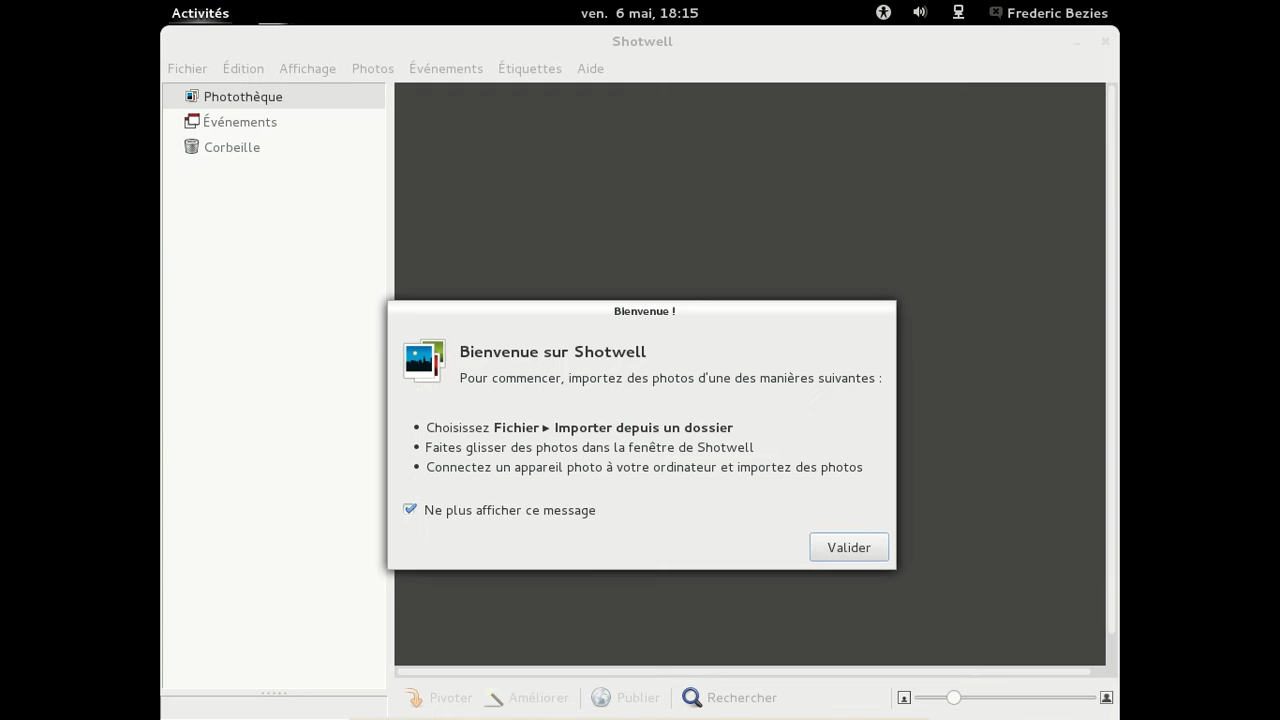 Activités ven. 6 mai, 18:15 Frederic Bezies
Shotwell
Fichier Édition Affichage Photos Événements Étiquettes Aide
Photothèque
Événements
Corbeille
Bienvenue !
Bienvenue sur Shotwell
Pour commencer, importez des photos d'une des manières suivantes :
• Choisissez Fichier ▸ Importer depuis un dossier
• Faites glisser des photos dans la fenêtre de Shotwell
• Connectez un appareil photo à votre ordinateur et importez des photos
Ne plus afficher ce message
Valider
Pivoter Améliorer Publier Rechercher